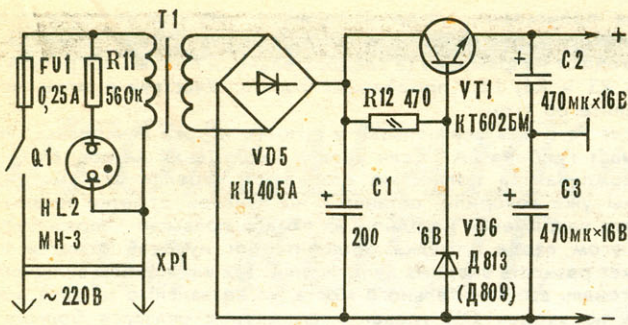 T1
FU1
0,25А
R11
560к
Q1
HL2
МН-3
~220В
XP1
VD5
КЦ405А
R12 470
C1
200
+
VT1
КТ602БМ
6В
VD6
Д813
(Д809)
C2
+
470мк×16В
C3
+
470мк×16В
+
−